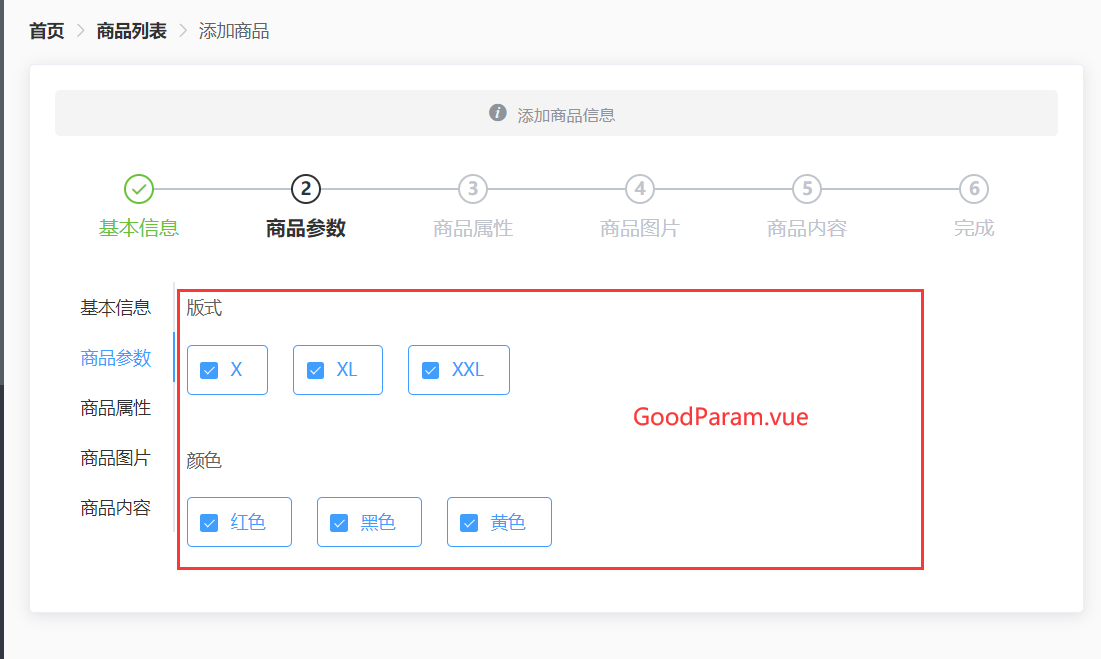 首页 > 商品列表 > 添加商品
添加商品信息
2 3 4 5 6
基本信息 商品参数 商品属性 商品图片 商品内容 完成
基本信息
商品参数
商品属性
商品图片
商品内容
版式
X XL XXL
GoodParam.vue
颜色
红色 黑色 黄色